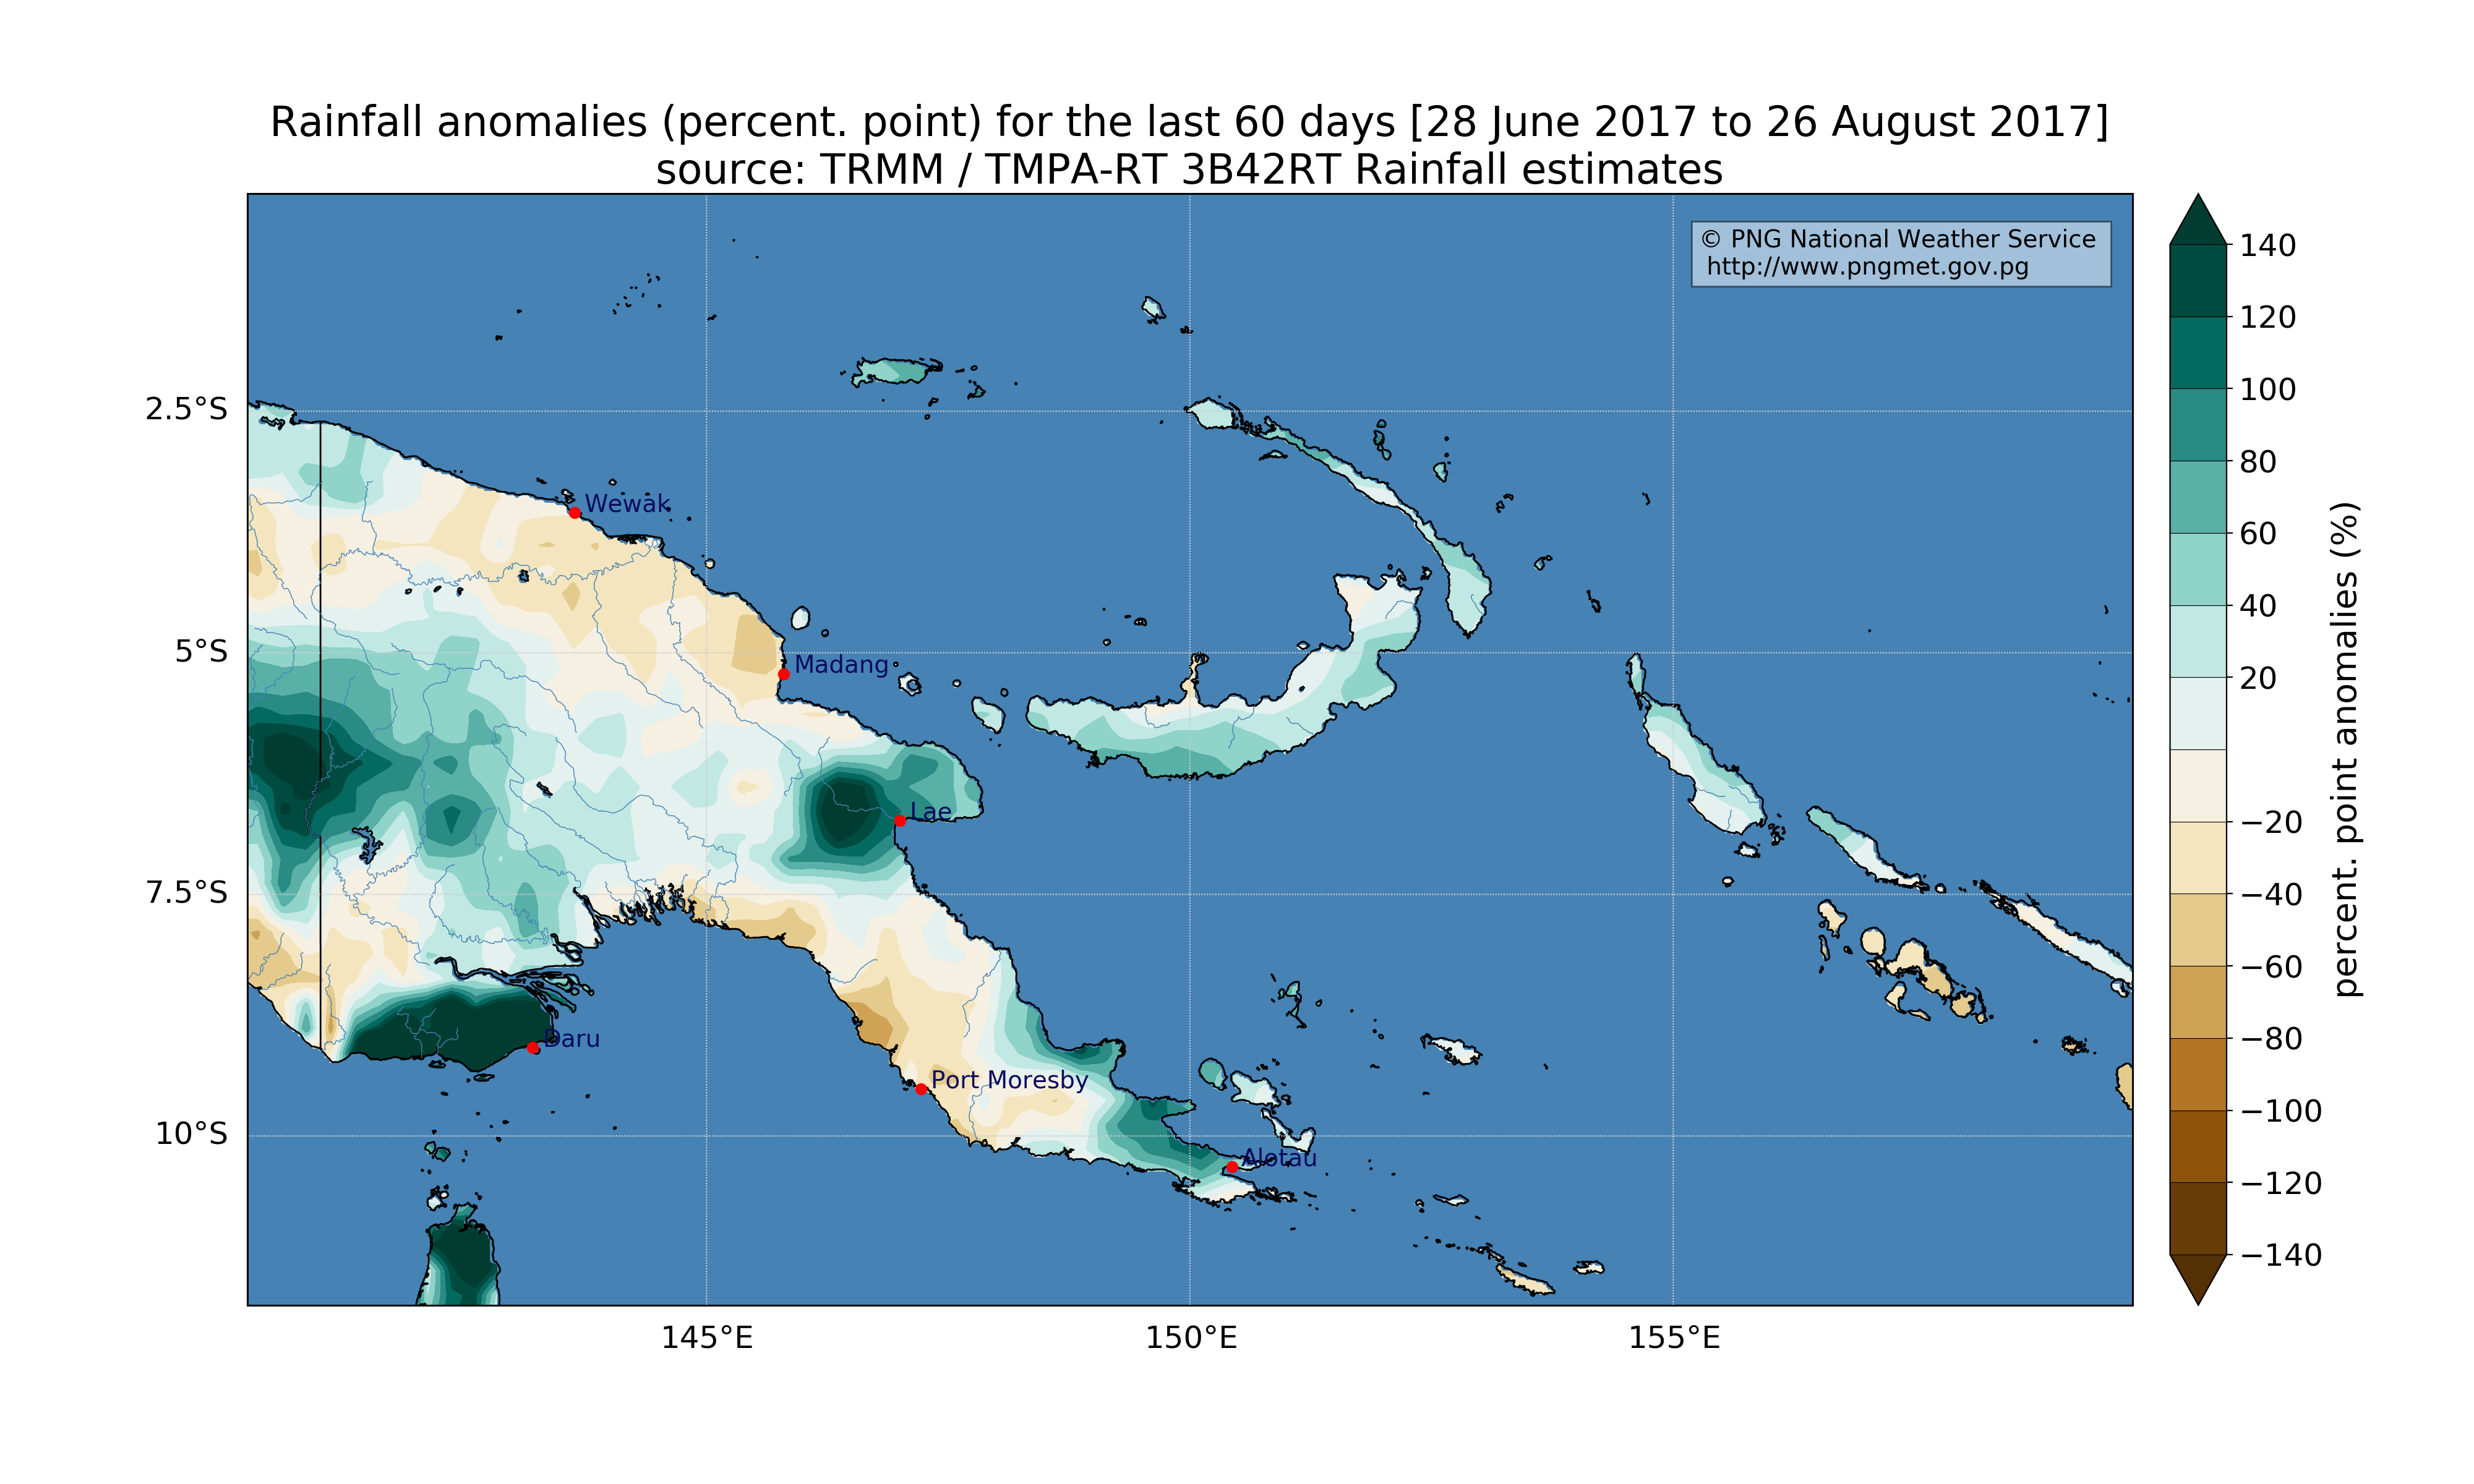 Rainfall anomalies (percent. point) for the last 60 days [28 June 2017 to 26 August 2017]
source: TRMM / TMPA-RT 3B42RT Rainfall estimates
© PNG National Weather Service
http://www.pngmet.gov.pg
2.5°S
5°S
7.5°S
10°S
Wewak
Madang
Lae
Daru
Port Moresby
Alotau
145°E
150°E
155°E
140
120
100
80
60
40
20
−20
−40
−60
−80
−100
−120
−140
percent. point anomalies (%)